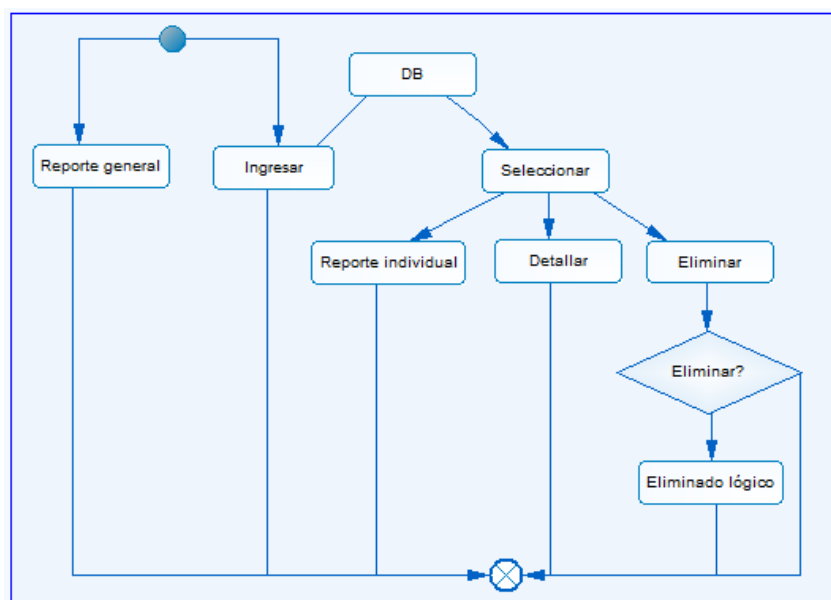 DB
Reporte general
Ingresar
Seleccionar
Reporte individual
Detallar
Eliminar
Eliminar?
Eliminado lógico